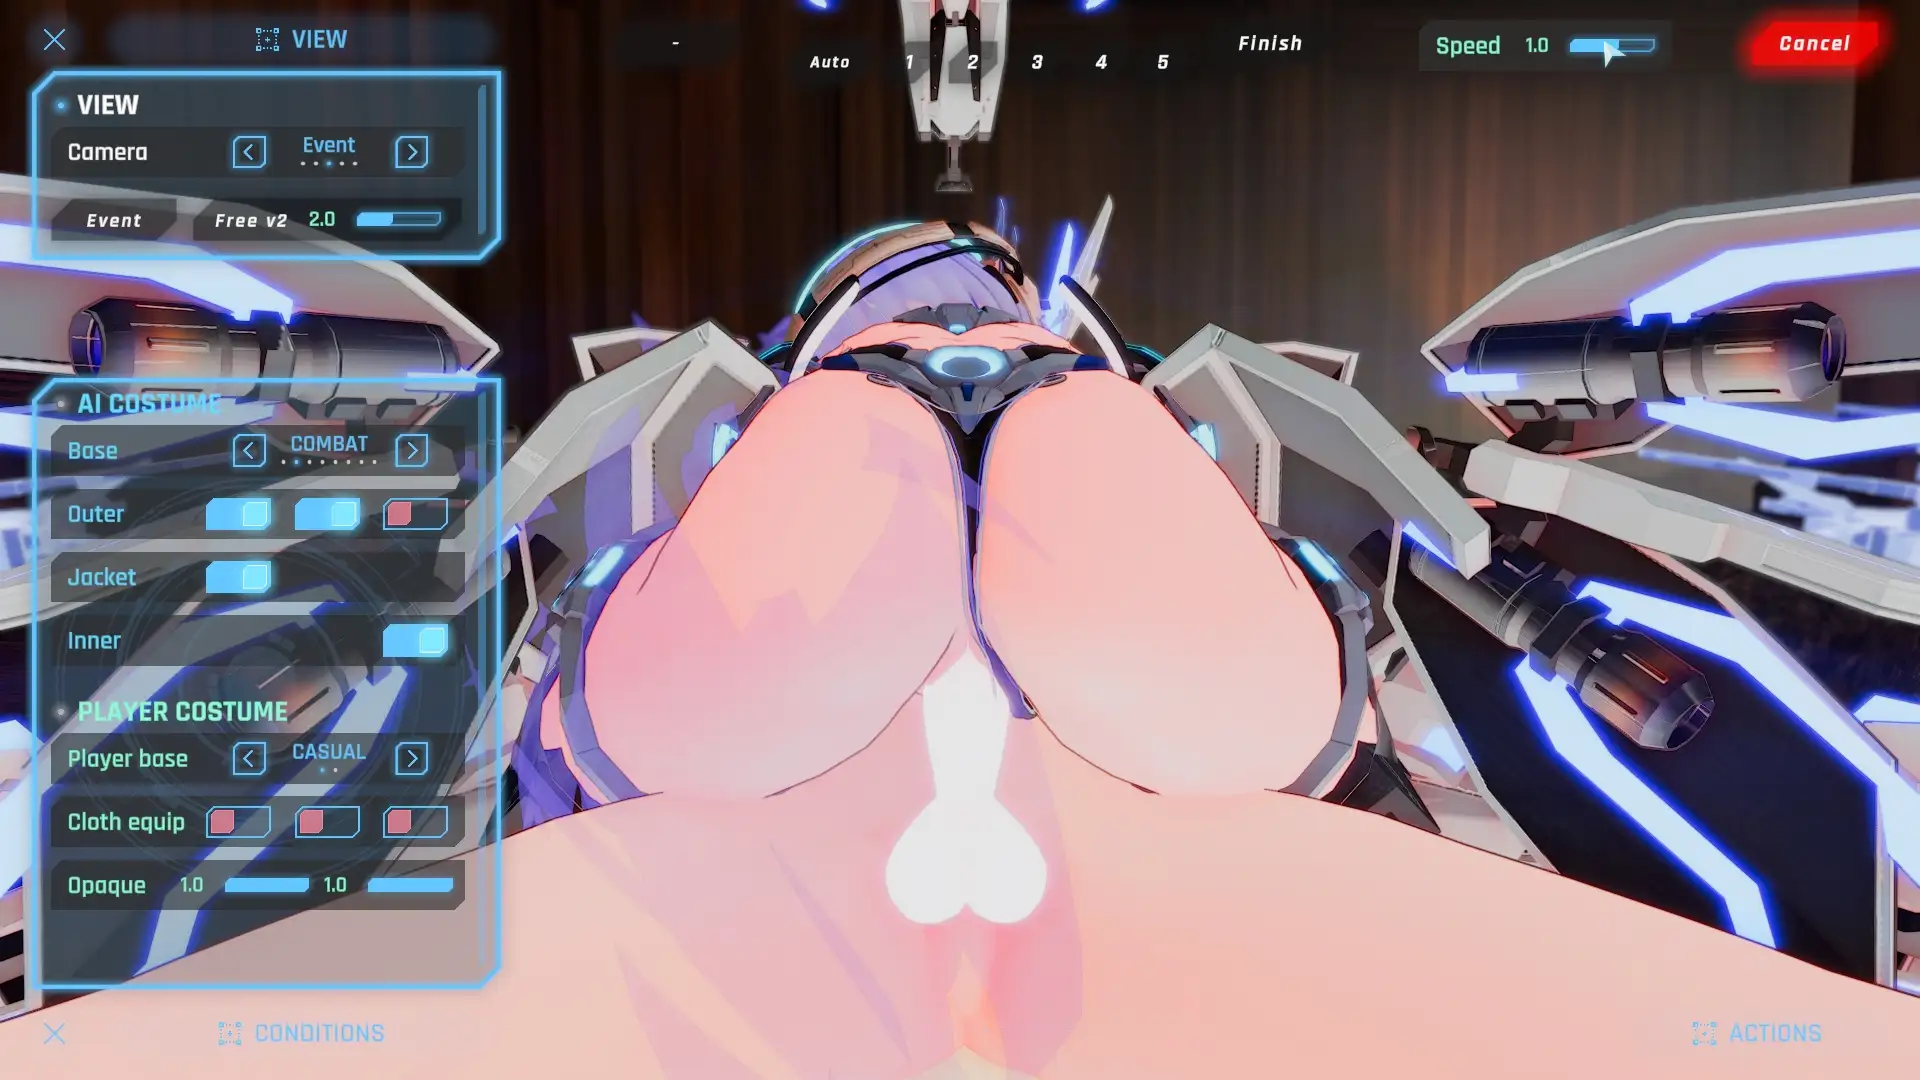 VIEW
VIEW
Camera
Event
Event
Free v2
2.0
-
Auto
1
2
3
4
5
Finish
Speed
1.0
Cancel
AI COSTUME
Base
COMBAT
Outer
Jacket
Inner
PLAYER COSTUME
Player base
CASUAL
Cloth equip
Opaque
1.0
1.0
CONDITIONS
ACTIONS